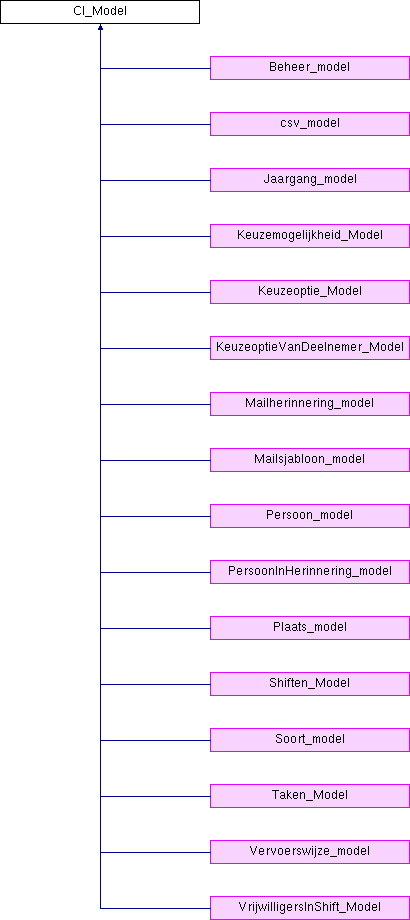 CI_Model
Beheer_model
csv_model
Jaargang_model
Keuzemogelijkheid_Model
Keuzeoptie_Model
KeuzeoptieVanDeelnemer_Model
Mailherinnering_model
Mailsjabloon_model
Persoon_model
PersoonInHerinnering_model
Plaats_model
Shiften_Model
Soort_model
Taken_Model
Vervoerswijze_model
VrijwilligersInShift_Model